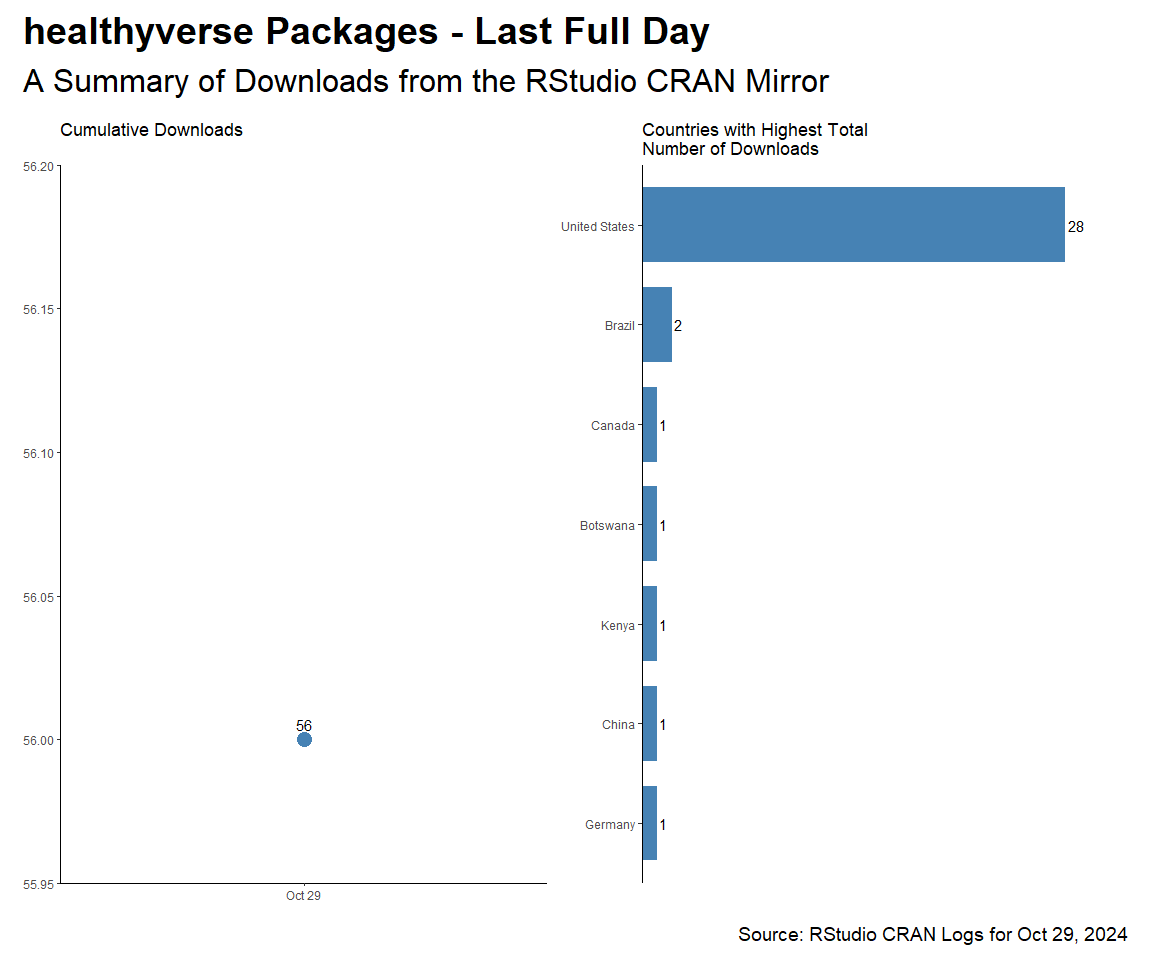 healthyverse Packages - Last Full Day
A Summary of Downloads from the RStudio CRAN Mirror
Cumulative Downloads
56.20
56.15
56.10
56.05
56.00
55.95
56
Oct 29
Countries with Highest Total
Number of Downloads
United States
28
Brazil
2
Canada
1
Botswana
1
Kenya
1
China
1
Germany
1
Source: RStudio CRAN Logs for Oct 29, 2024